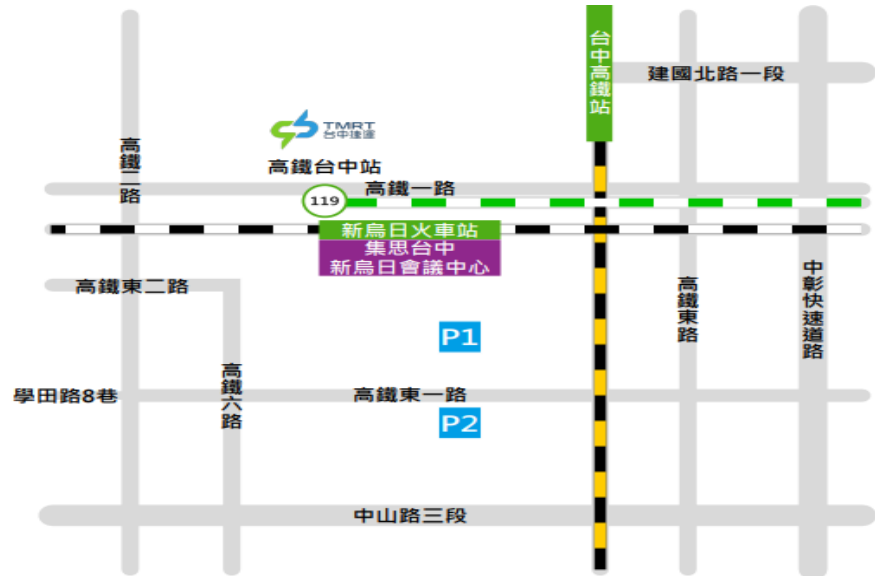 台中高鐵站
建國北路一段
TMRT
台中捷運
高鐵二路
高鐵台中站
高鐵一路
119
新烏日火車站
集思台中
新烏日會議中心
高鐵東二路
高鐵東路
中彰快速道路
P1
高鐵六路
學田路8巷
高鐵東一路
P2
中山路三段